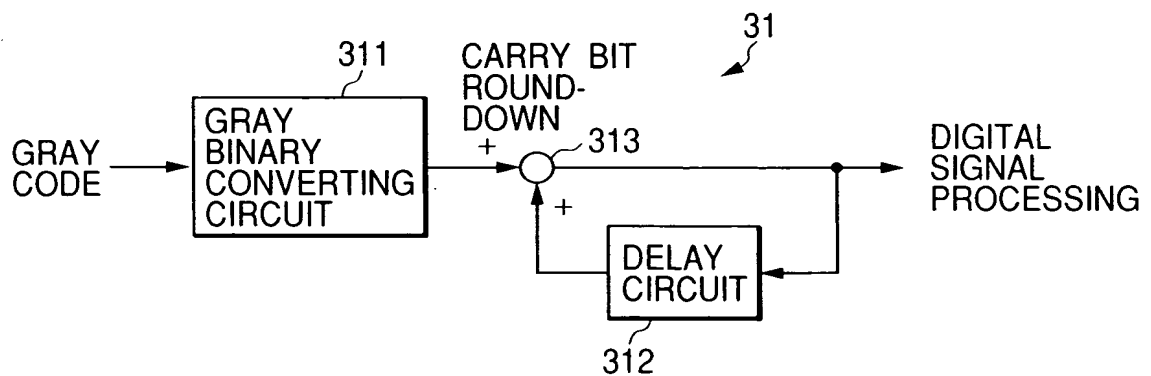 31
311
CARRY BIT
ROUND-
DOWN
GRAY
CODE
GRAY
BINARY
CONVERTING
CIRCUIT
+
313
+
DIGITAL
SIGNAL
PROCESSING
DELAY
CIRCUIT
312